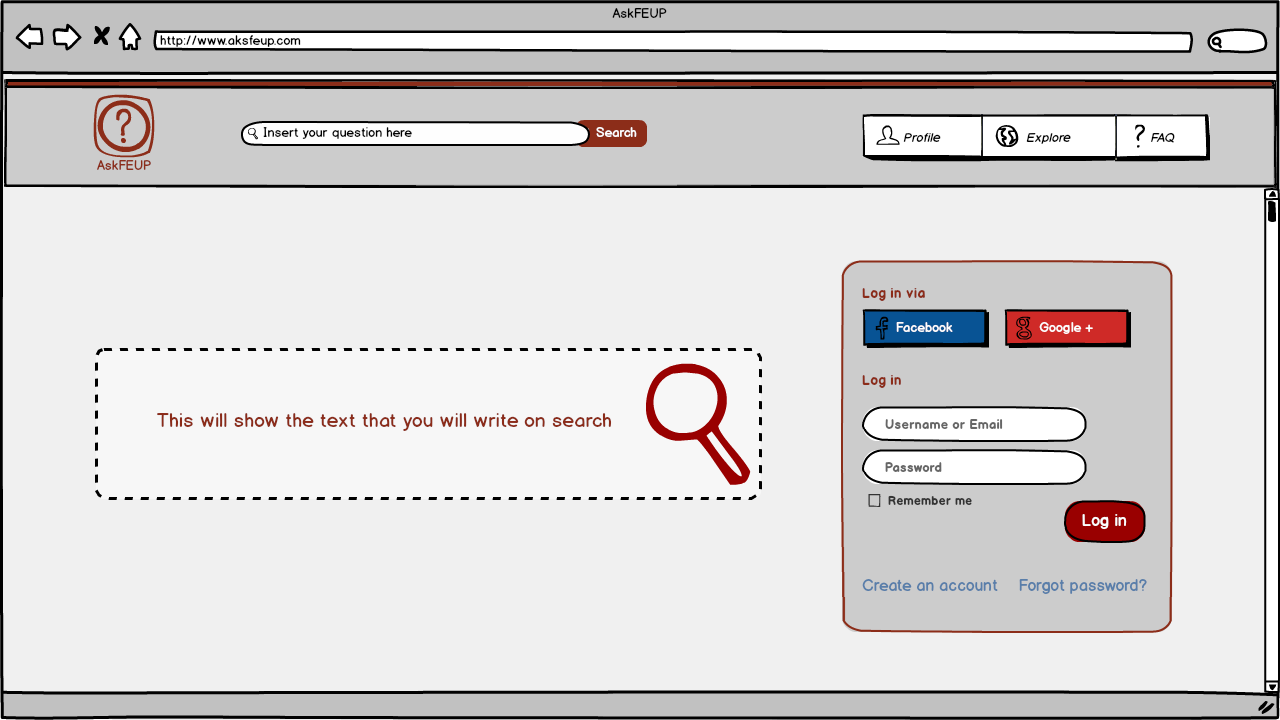 AskFEUP
http://www.aksfeup.com
AskFEUP
Insert your question here
Search
Profile
Explore
? FAQ
This will show the text that you will write on search
Log in via
f Facebook
g Google +
Log in
Username or Email
Password
Remember me
Log in
Create an account
Forgot password?